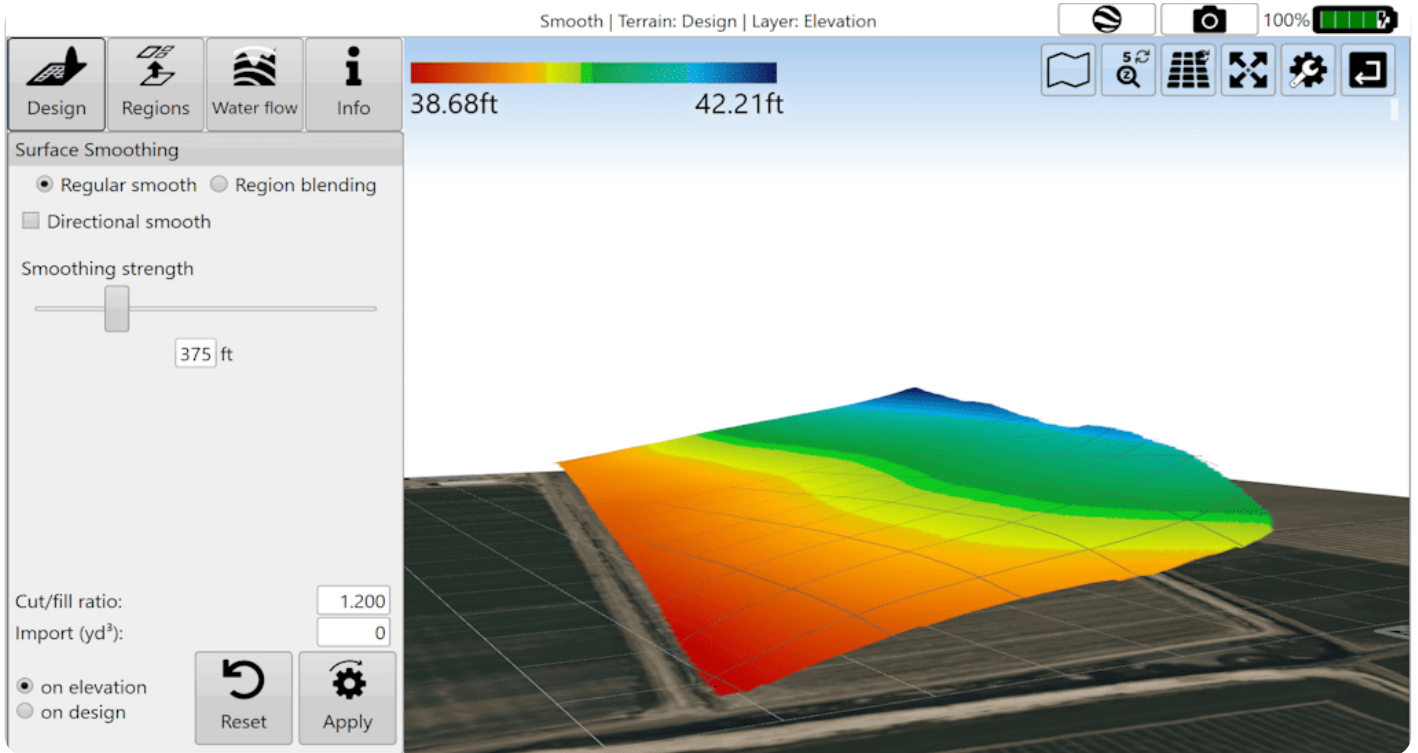 Smooth | Terrain: Design | Layer: Elevation
100%
Design
Regions
Water flow
Info
38.68ft
42.21ft
5
Z
Surface Smoothing
Regular smooth
Region blending
Directional smooth
Smoothing strength
375 ft
Cut/fill ratio: 1.200
Import (yd³): 0
on elevation
on design
Reset
Apply